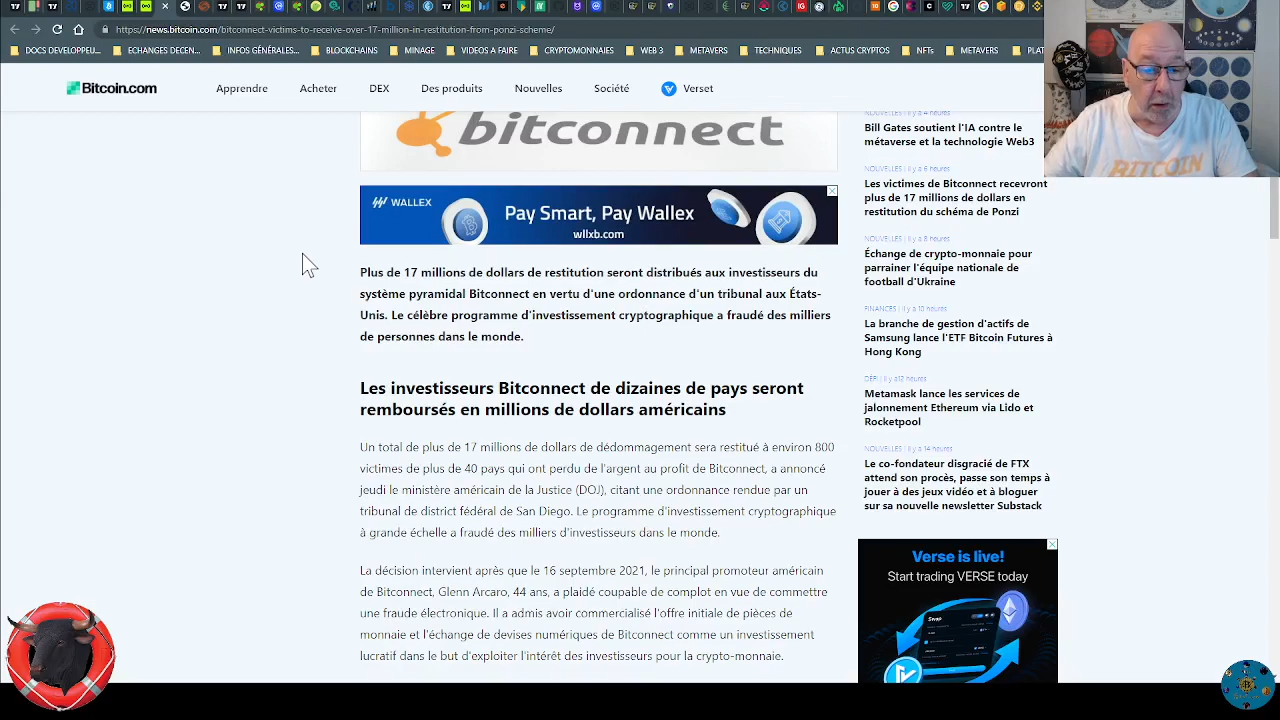 https://news.bitcoin.com/bitconnect-victims-to-receive-over-17
DOCS DEVELOPPEU...
ECHANGES DECEN...
INFOS GÉNÉRALES...
BLOCKCHAINS
MINAGE
VIDÉOS A FAIRE
CRYPTOMONNAIES
WEB 3
METAVERS
TECHNIQUES
ACTUS CRYPTOS
NFTs
METAVERS
Bitcoin.com
Apprendre
Acheter
DEX
Les produits
Nouvelles
Société
Verset
bitconnect
WALLEX
Pay Smart, Pay Wallex
wllxb.com
Plus de 17 millions de dollars de restitution seront distribués aux investisseurs du
système pyramidal Bitconnect en vertu d'une ordonnance d'un tribunal aux États-
Unis. Le célèbre programme d'investissement cryptographique a fraudé des milliers
de personnes dans le monde.
Les investisseurs Bitconnect de dizaines de pays seront
remboursés en millions de dollars américains
Un total de plus de 17 millions de dollars de dédommagement sera restitué à environ 800
victimes de plus de 40 pays qui ont perdu de l'argent au profit de Bitconnect, a annoncé
jeudi le ministère américain de la Justice (DOJ), citant une ordonnance rendue par un
tribunal de district fédéral de San Diego. Le programme d'investissement cryptographique
à grande échelle a fraudé des milliers d'investisseurs dans le monde.
La décision intervient après que le 16 septembre 2021, le principal promoteur américain
de Bitconnect, Glenn Arcaro, 44 ans, a plaidé coupable de complot en vue de commettre
une fraude électronique. Il a admis avoir commercialisé l'offre initiale de pièces de
monnaie et l'échange de devises numériques de Bitconnect comme un investissement
lucratif dans le but d'exploiter l'intérêt des investisseurs pour la crypto-monnaie.
NOUVELLES | Il y a 4 heures
Bill Gates soutient l'IA contre le
métaverse et la technologie Web3
NOUVELLES | Il y a 6 heures
Les victimes de Bitconnect recevront
plus de 17 millions de dollars en
restitution du schéma de Ponzi
NOUVELLES | Il y a 8 heures
Échange de crypto-monnaie pour
parrainer l'équipe nationale de
football d'Ukraine
FINANCES | Il y a 10 heures
La branche de gestion d'actifs de
Samsung lance l'ETF Bitcoin Futures à
Hong Kong
DÉFI | Il y a12 heures
Metamask lance les services de
jalonnement Ethereum via Lido et
Rocketpool
NOUVELLES | Il y a 14 heures
Le co-fondateur disgracié de FTX
attend son procès, passe son temps à
jouer à des jeux vidéo et à bloguer
sur sa nouvelle newsletter Substack
Verse is live!
Start trading VERSE today
Swap
BITCOIN